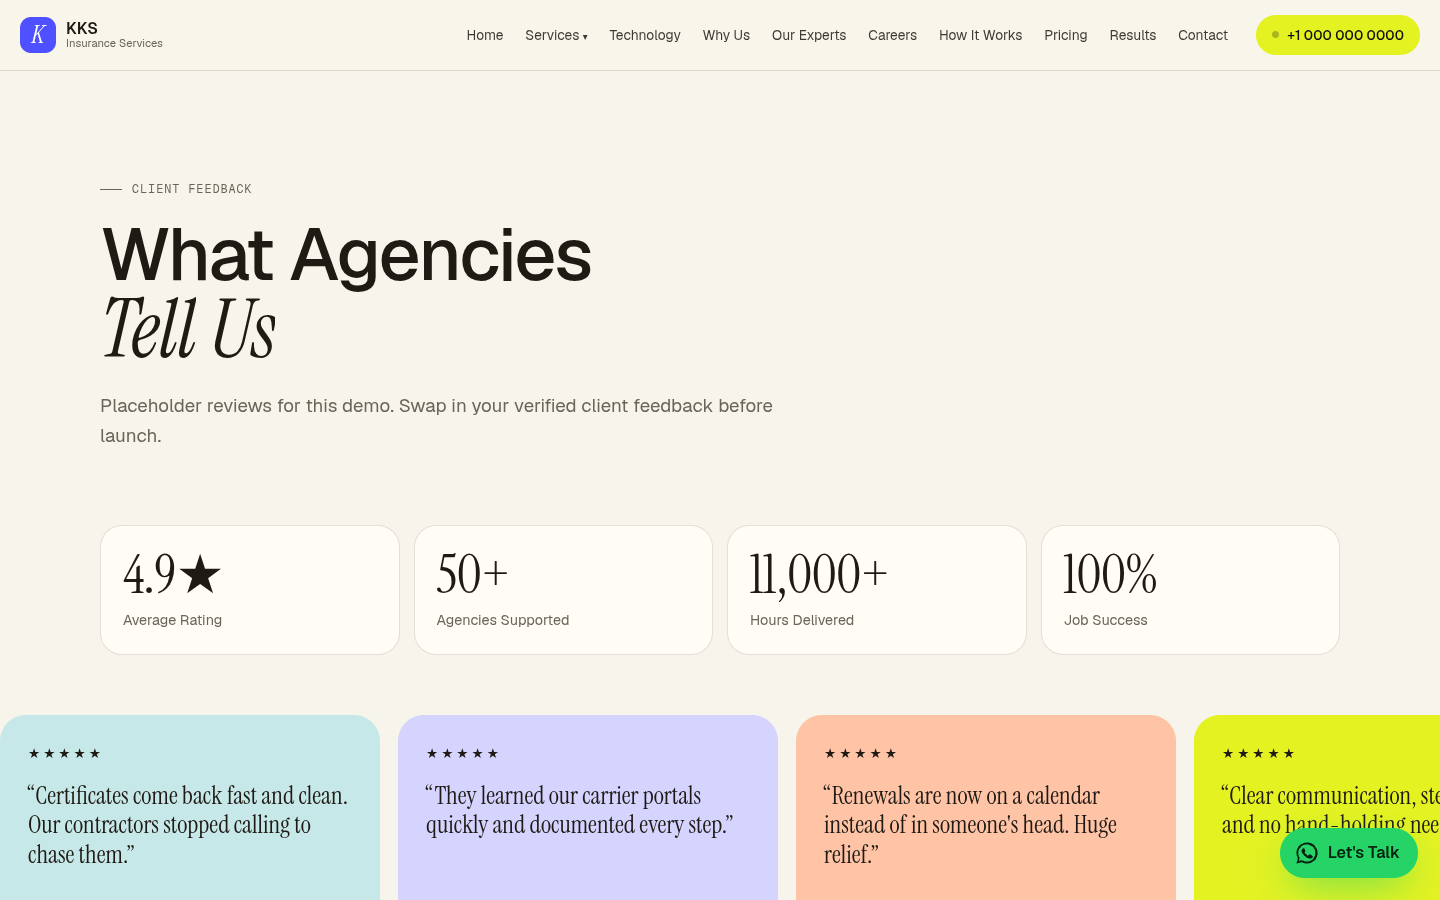 K
KKS
Insurance Services
Home
Services ▾
Technology
Why Us
Our Experts
Careers
How It Works
Pricing
Results
Contact
+1 000 000 0000
CLIENT FEEDBACK
What Agencies
Tell Us
Placeholder reviews for this demo. Swap in your verified client feedback before
launch.
4.9★
Average Rating
50+
Agencies Supported
11,000+
Hours Delivered
100%
Job Success
★★★★★
“Certificates come back fast and clean.
Our contractors stopped calling to
chase them.”
★★★★★
“They learned our carrier portals
quickly and documented every step.”
★★★★★
“Renewals are now on a calendar
instead of in someone's head. Huge
relief.”
★★★★★
“Clear communication,
and no hand-holding
Let's Talk